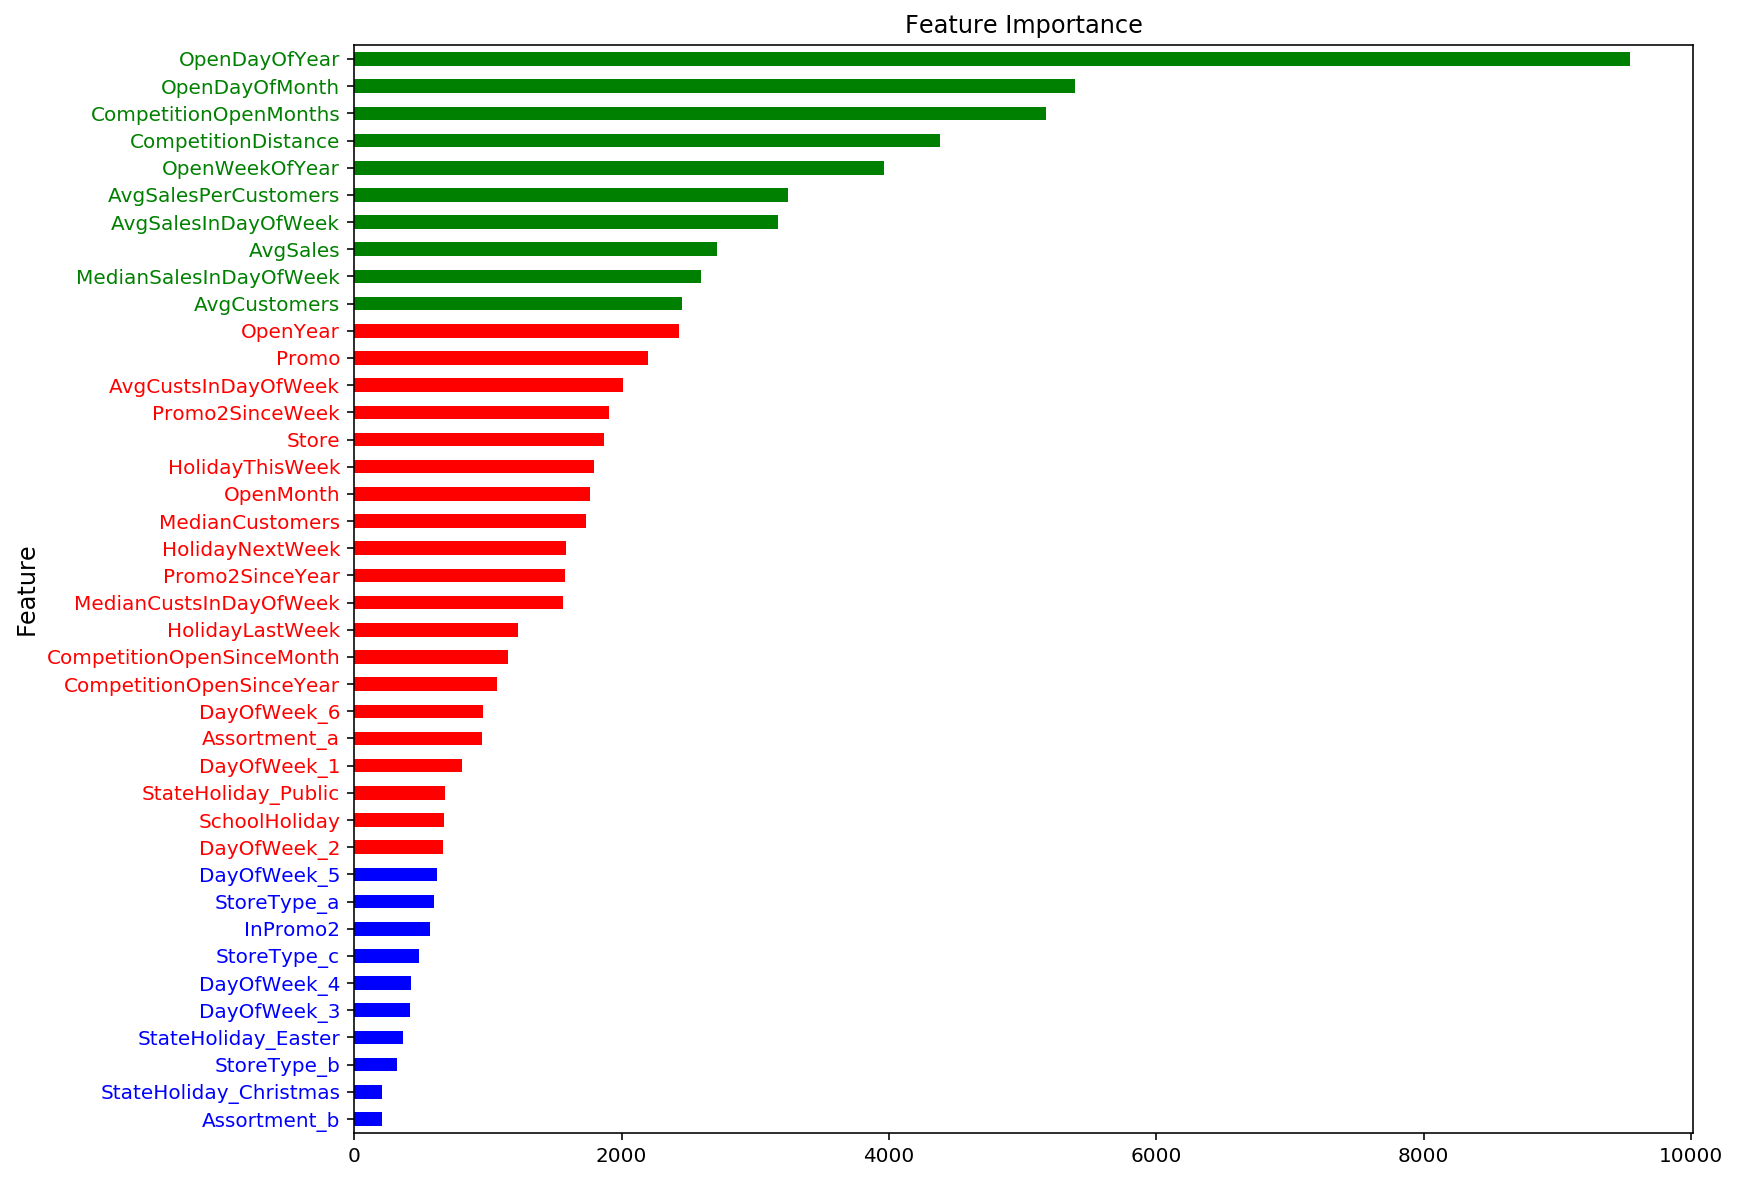 Feature Importance
OpenDayOfYear
OpenDayOfMonth
CompetitionOpenMonths
CompetitionDistance
OpenWeekOfYear
AvgSalesPerCustomers
AvgSalesInDayOfWeek
AvgSales
MedianSalesInDayOfWeek
AvgCustomers
OpenYear
Promo
AvgCustsInDayOfWeek
Promo2SinceWeek
Store
HolidayThisWeek
OpenMonth
MedianCustomers
HolidayNextWeek
Promo2SinceYear
MedianCustsInDayOfWeek
HolidayLastWeek
CompetitionOpenSinceMonth
CompetitionOpenSinceYear
DayOfWeek_6
Assortment_a
DayOfWeek_1
StateHoliday_Public
SchoolHoliday
DayOfWeek_2
DayOfWeek_5
StoreType_a
InPromo2
StoreType_c
DayOfWeek_4
DayOfWeek_3
StateHoliday_Easter
StoreType_b
StateHoliday_Christmas
Assortment_b
Feature
0 2000 4000 6000 8000 10000